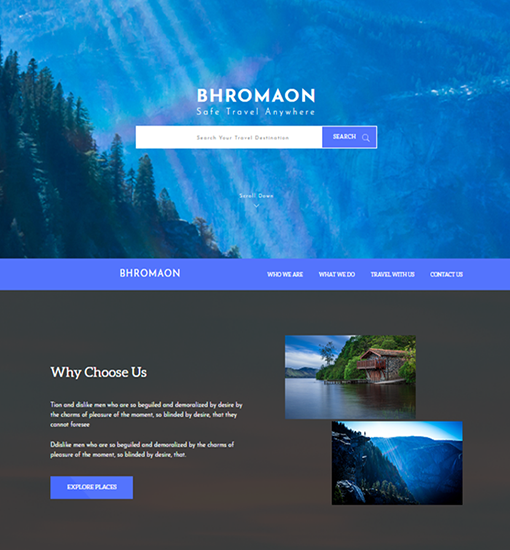 BHROMAON
Safe Travel Anywhere
Search Your Travel Destination SEARCH
Scroll Down
BHROMAON WHO WE ARE WHAT WE DO TRAVEL WITH US CONTACT US
Why Choose Us
Tian and dislike men who are so beguiled and demoralized by desire by
the charms of pleasure of the moment, so blinded by desire, that they
cannot foresee
Ddislike men who are so beguiled and demoralized by the charms of
pleasure of the moment, so blinded by desire, that.
EXPLORE PLACES